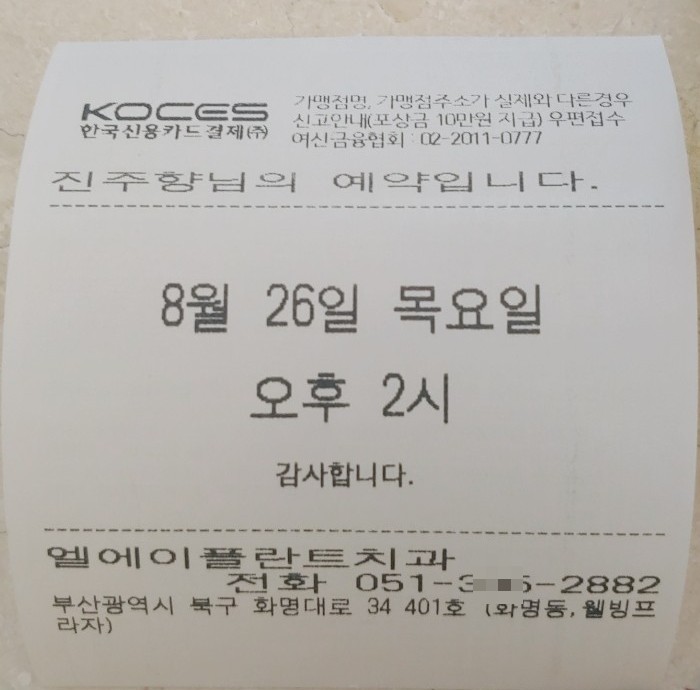 KOCES
한국신용카드결제(주)
가맹점명, 가맹점주소가 실제와 다른경우
신고안내(포상금 10만원 지급) 우편접수
여신금융협회 : 02-2011-0777
진주향님의 예약입니다.
8월 26일 목요일
오후 2시
감사합니다.
엘에이플란트치과
전화
부산광역시 북구 화명대로 34 401호 (화명동,웰빙프
라자)